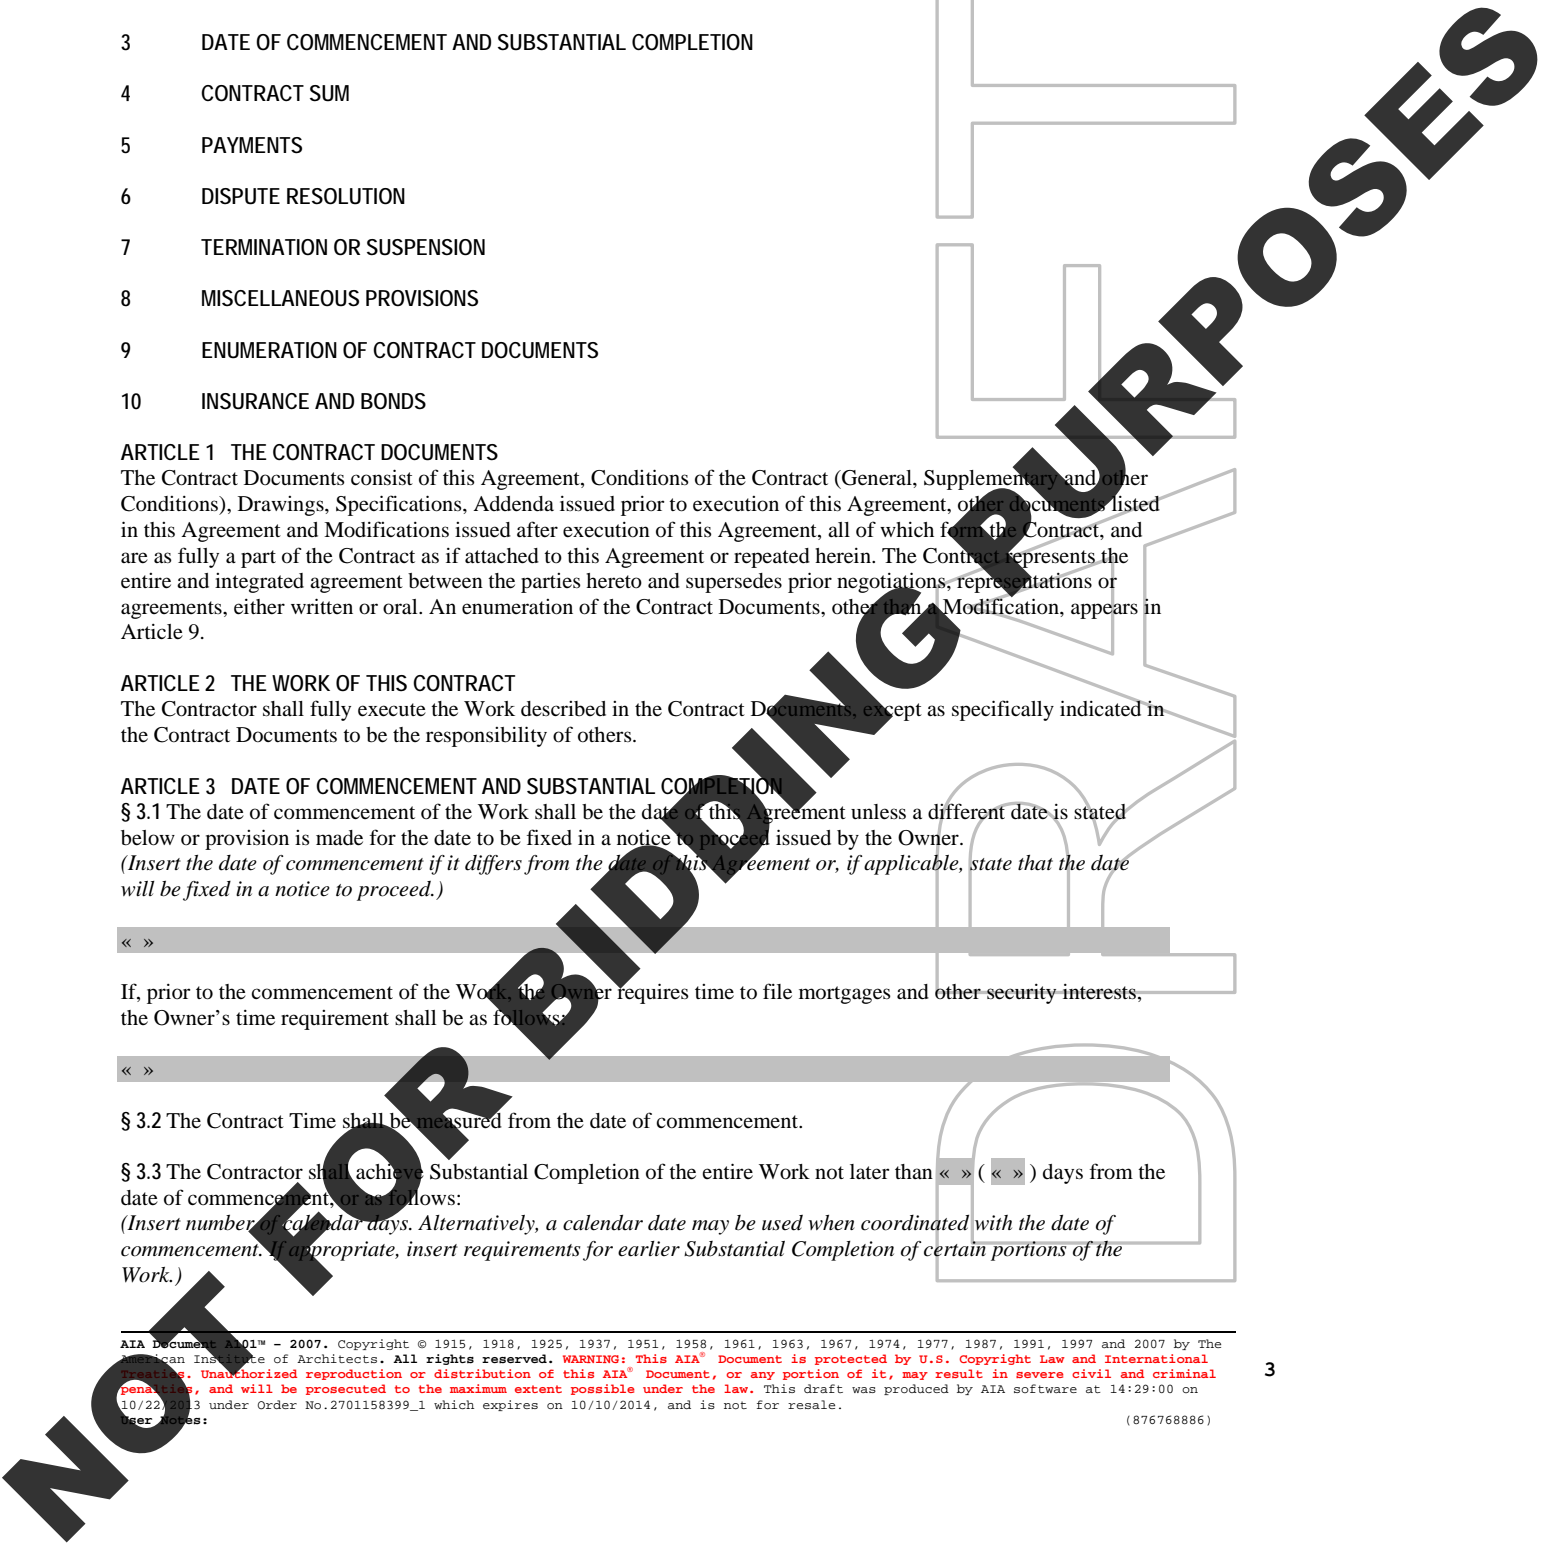 3 DATE OF COMMENCEMENT AND SUBSTANTIAL COMPLETION
4 CONTRACT SUM
5 PAYMENTS
6 DISPUTE RESOLUTION
7 TERMINATION OR SUSPENSION
8 MISCELLANEOUS PROVISIONS
9 ENUMERATION OF CONTRACT DOCUMENTS
10 INSURANCE AND BONDS
ARTICLE 1 THE CONTRACT DOCUMENTS
The Contract Documents consist of this Agreement, Conditions of the Contract (General, Supplementary and other
Conditions), Drawings, Specifications, Addenda issued prior to execution of this Agreement, other documents listed
in this Agreement and Modifications issued after execution of this Agreement, all of which form the Contract, and
are as fully a part of the Contract as if attached to this Agreement or repeated herein. The Contract represents the
entire and integrated agreement between the parties hereto and supersedes prior negotiations, representations or
agreements, either written or oral. An enumeration of the Contract Documents, other than a Modification, appears in
Article 9.
ARTICLE 2 THE WORK OF THIS CONTRACT
The Contractor shall fully execute the Work described in the Contract Documents, except as specifically indicated in
the Contract Documents to be the responsibility of others.
ARTICLE 3 DATE OF COMMENCEMENT AND SUBSTANTIAL COMPLETION
§ 3.1 The date of commencement of the Work shall be the date of this Agreement unless a different date is stated
below or provision is made for the date to be fixed in a notice to proceed issued by the Owner.
(Insert the date of commencement if it differs from the date of this Agreement or, if applicable, state that the date
will be fixed in a notice to proceed.)
« »
If, prior to the commencement of the Work, the Owner requires time to file mortgages and other security interests,
the Owner’s time requirement shall be as follows:
« »
§ 3.2 The Contract Time shall be measured from the date of commencement.
§ 3.3 The Contractor shall achieve Substantial Completion of the entire Work not later than « » ( « » ) days from the
date of commencement, or as follows:
(Insert number of calendar days. Alternatively, a calendar date may be used when coordinated with the date of
commencement. If appropriate, insert requirements for earlier Substantial Completion of certain portions of the
Work.)
AIA Document A101™ – 2007. Copyright © 1915, 1918, 1925, 1937, 1951, 1958, 1961, 1963, 1967, 1974, 1977, 1987, 1991, 1997 and 2007 by The
American Institute of Architects. All rights reserved. WARNING: This AIA® Document is protected by U.S. Copyright Law and International
Treaties. Unauthorized reproduction or distribution of this AIA® Document, or any portion of it, may result in severe civil and criminal
penalties, and will be prosecuted to the maximum extent possible under the law. This draft was produced by AIA software at 14:29:00 on
10/22/2013 under Order No.2701158399_1 which expires on 10/10/2014, and is not for resale.
User Notes: (876768886)
3
NOT FOR BIDDING PURPOSES
DRAFT